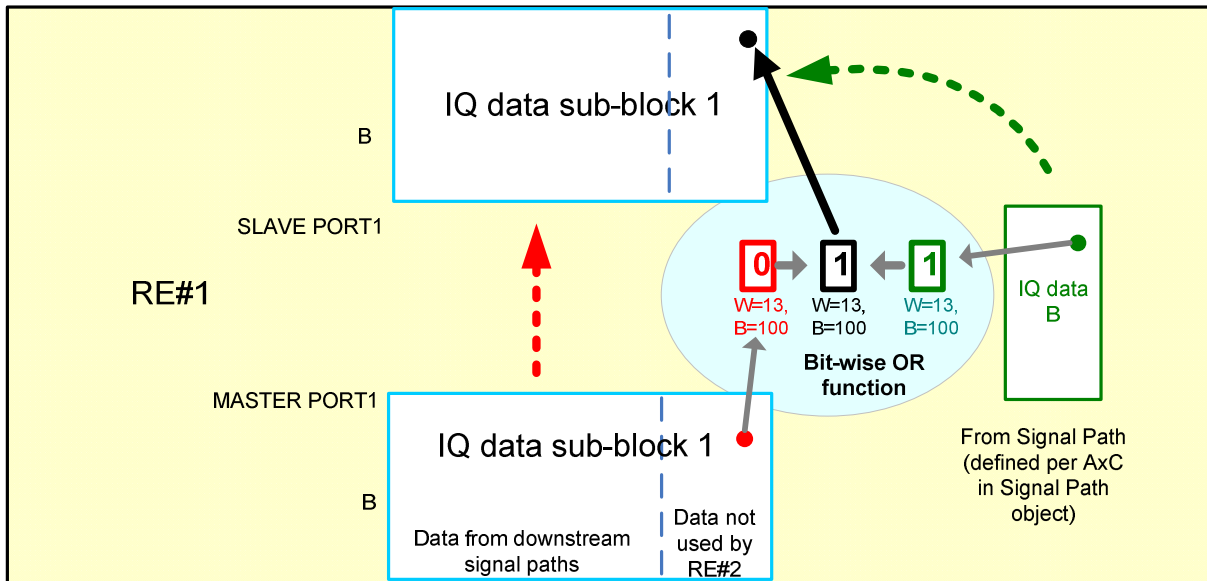 IQ data sub-block 1
B
SLAVE PORT1
RE#1
0
1
1
W=13,
B=100
W=13,
B=100
W=13,
B=100
Bit-wise OR
function
IQ data
B
MASTER PORT1
IQ data sub-block 1
B
Data from downstream
signal paths
Data not
used by
RE#2
From Signal Path
(defined per AxC
in Signal Path
object)